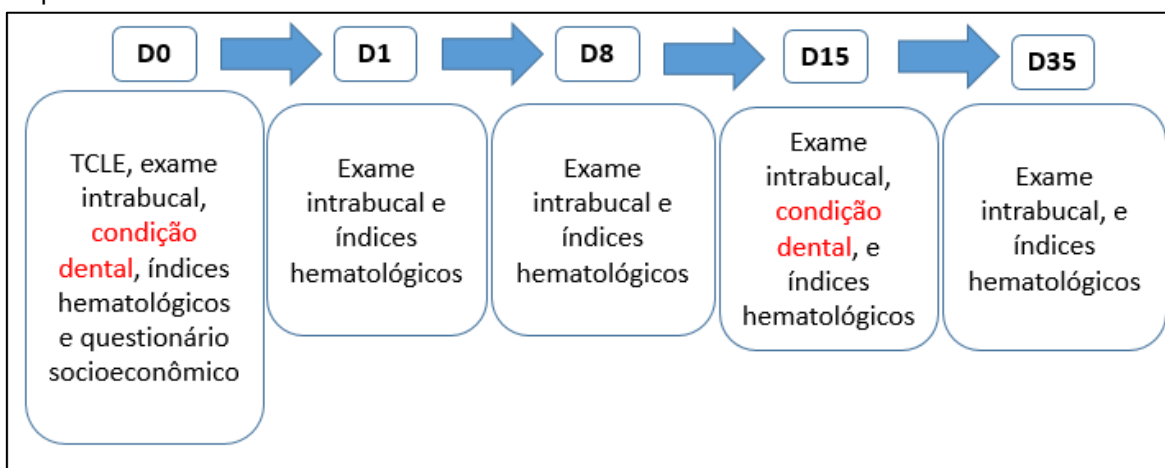 D0
D1
D8
D15
D35
TCLE, exame
intrabucal,
condição
dental, índices
hematológicos
e questionário
socioeconômico
Exame
intrabucal e
índices
hematológicos
Exame
intrabucal e
índices
hematológicos
Exame
intrabucal,
condição
dental, e
índices
hematológicos
Exame
intrabucal, e
índices
hematológicos